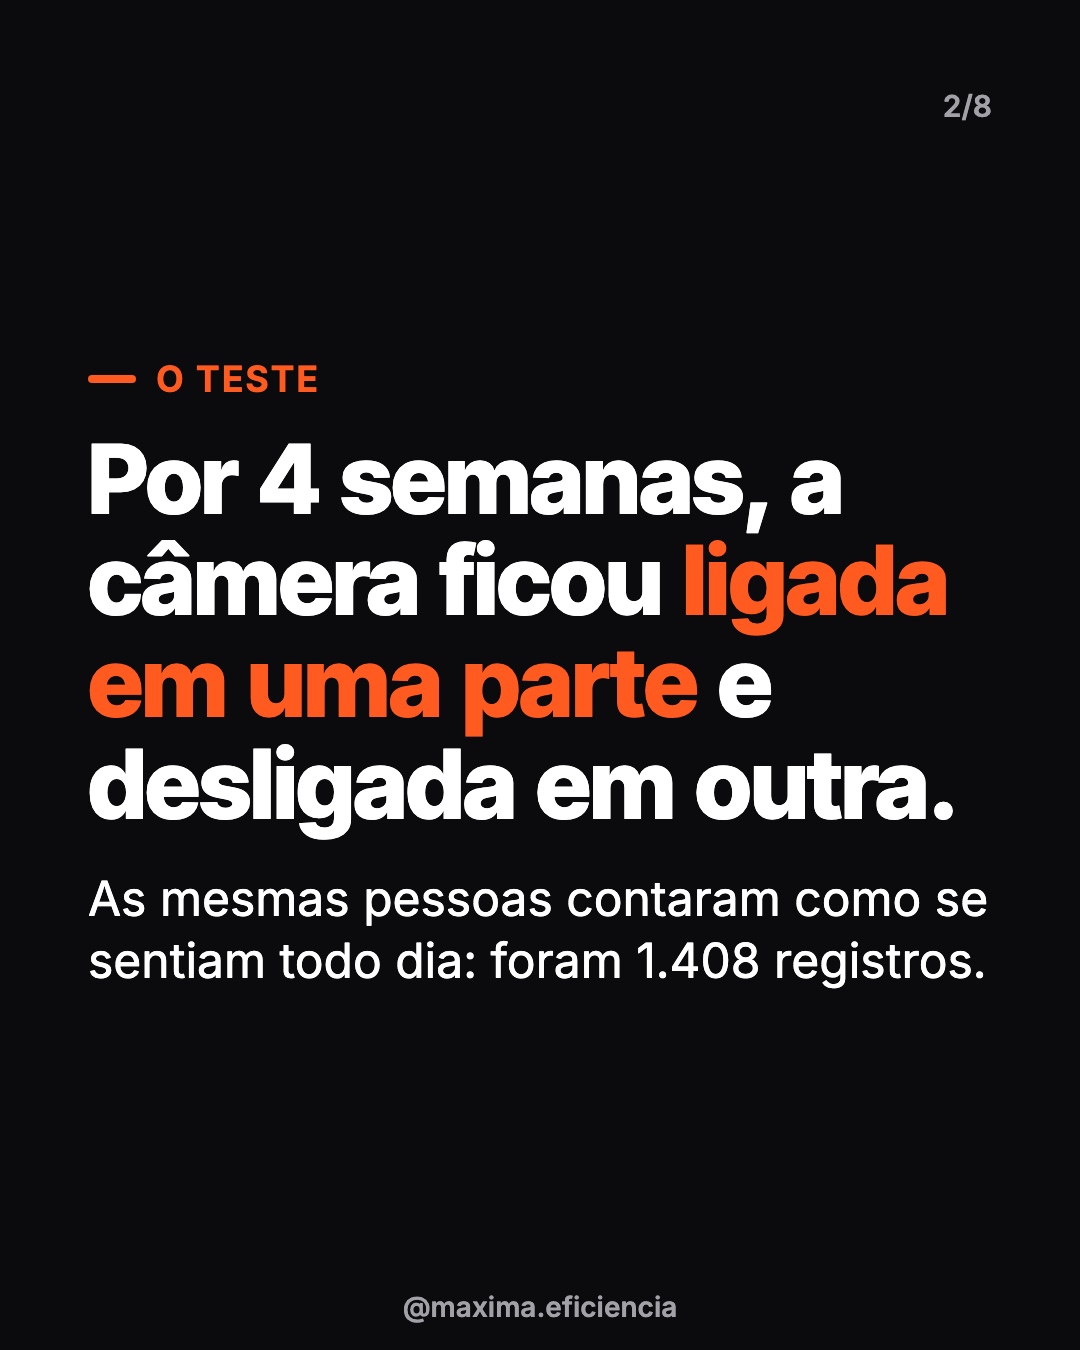 2/8
O TESTE
Por 4 semanas, a
câmera ficou ligada
em uma parte e
desligada em outra.
As mesmas pessoas contaram como se
sentiam todo dia: foram 1.408 registros.
@maxima.eficiencia